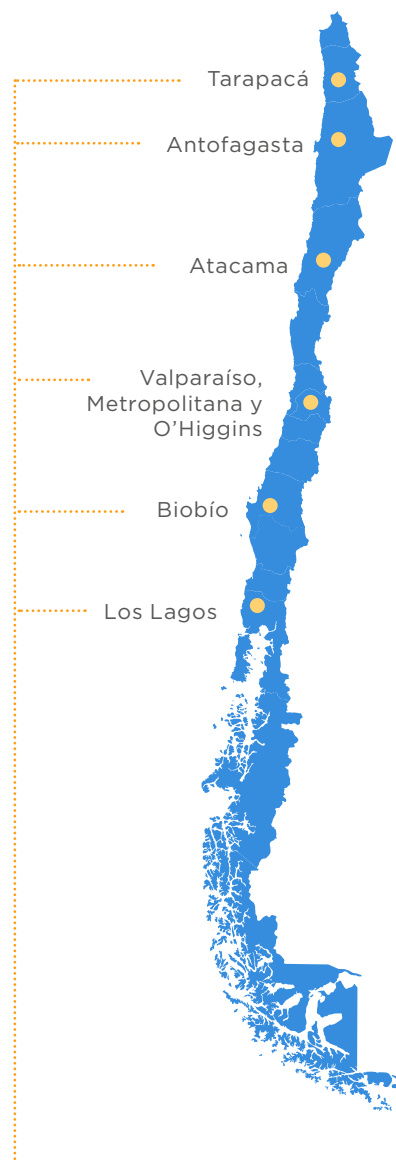 Tarapacá
Antofagasta
Atacama
Valparaíso,
Metropolitana y
O’Higgins
Biobío
Los Lagos